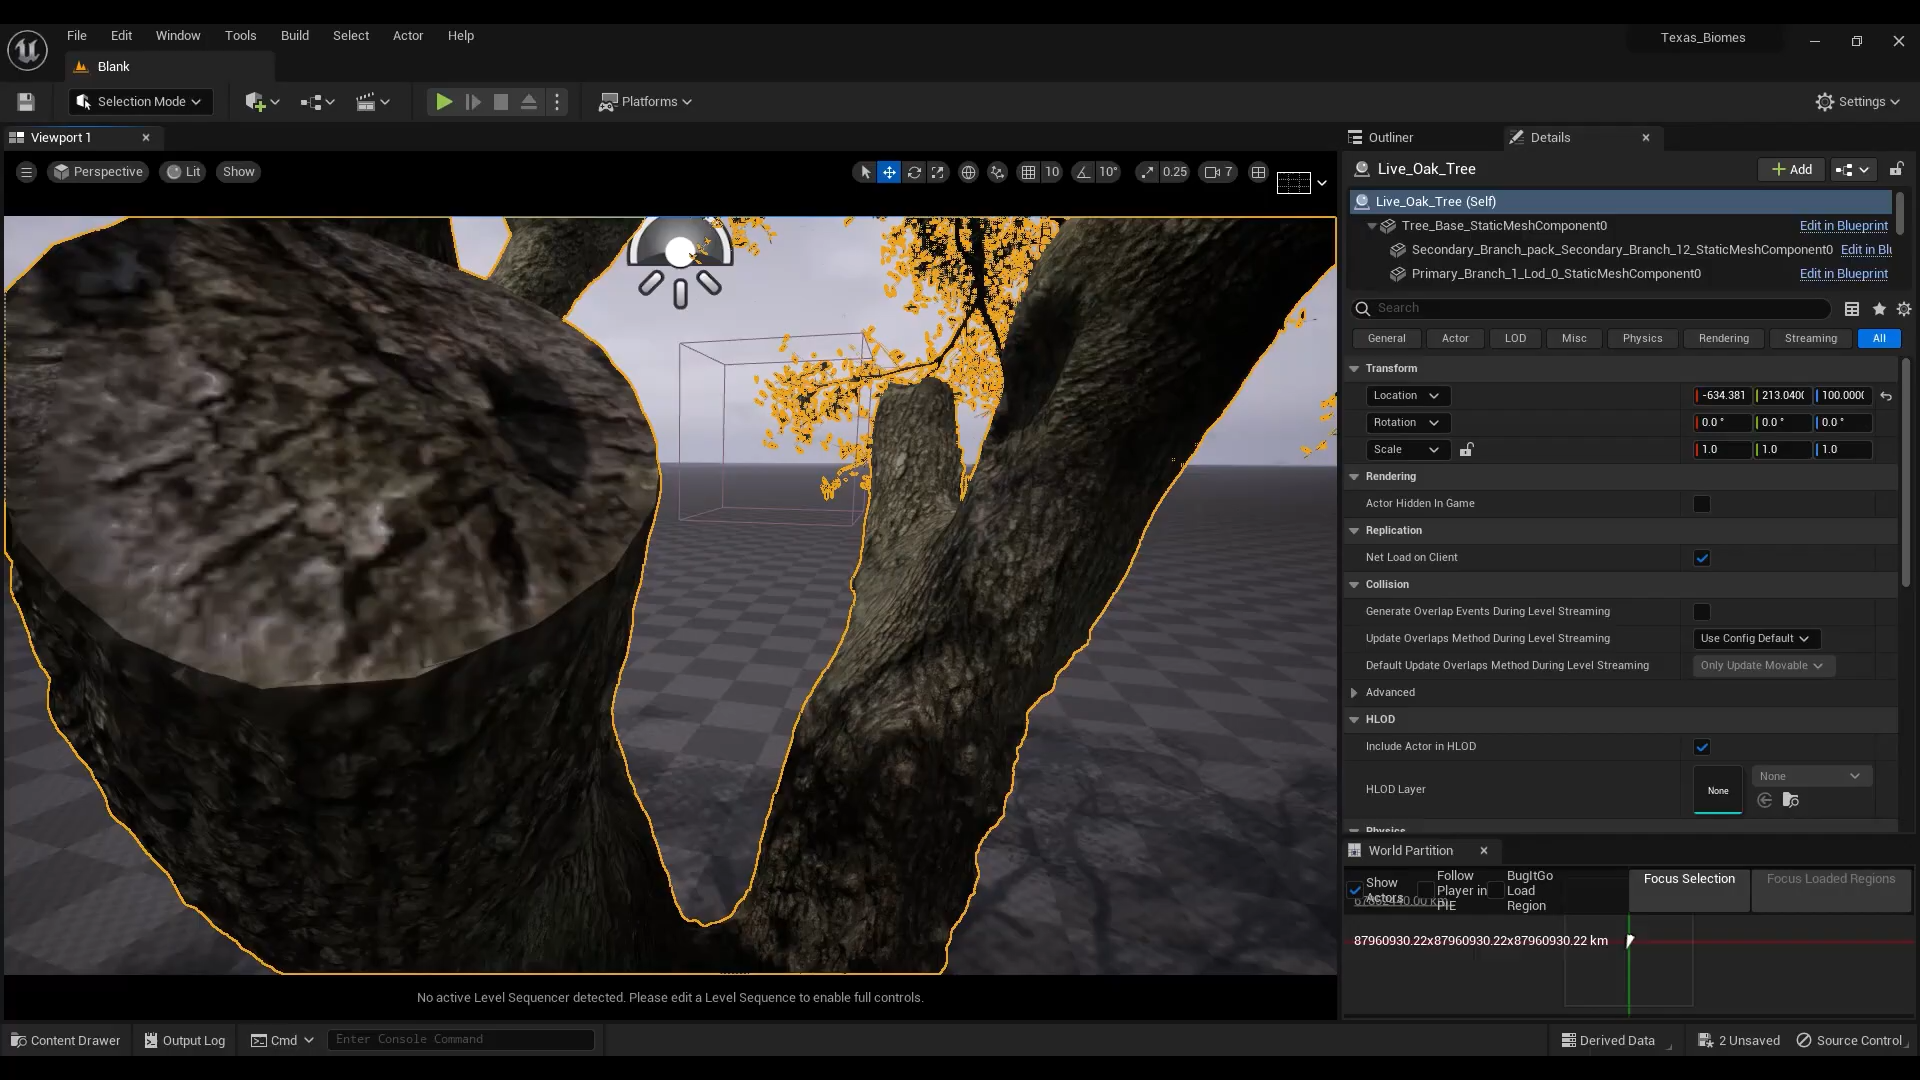 File Edit Window Tools Build Select Actor Help
Texas_Biomes
Blank
Selection Mode
Platforms
Settings
Viewport 1
Outliner
Details
Perspective
Lit
Show
10
10°
0.25
7
Live_Oak_Tree
Add
Live_Oak_Tree (Self)
Tree_Base_StaticMeshComponent0 Edit in Blueprint
Secondary_Branch_pack_Secondary_Branch_12_StaticMeshComponent0 Edit in Bl
Primary_Branch_1_Lod_0_StaticMeshComponent0 Edit in Blueprint
Search
General Actor LOD Misc Physics Rendering Streaming All
Transform
Location -634.381 213.040 100.000
Rotation 0.0 ° 0.0 ° 0.0 °
Scale 1.0 1.0 1.0
Rendering
Actor Hidden In Game
Replication
Net Load on Client
Collision
Generate Overlap Events During Level Streaming
Update Overlaps Method During Level Streaming Use Config Default
Default Update Overlaps Method During Level Streaming Only Update Movable
Advanced
HLOD
Include Actor in HLOD
HLOD Layer None None
Physics
World Partition
Show Actors
Follow Player in PIE
BugItGo Load Region
Focus Selection
Focus Loaded Regions
87960930.22x87960930.22x87960930.22 km
No active Level Sequencer detected. Please edit a Level Sequence to enable full controls.
Content Drawer
Output Log
Cmd
Enter Console Command
Derived Data
2 Unsaved
Source Control